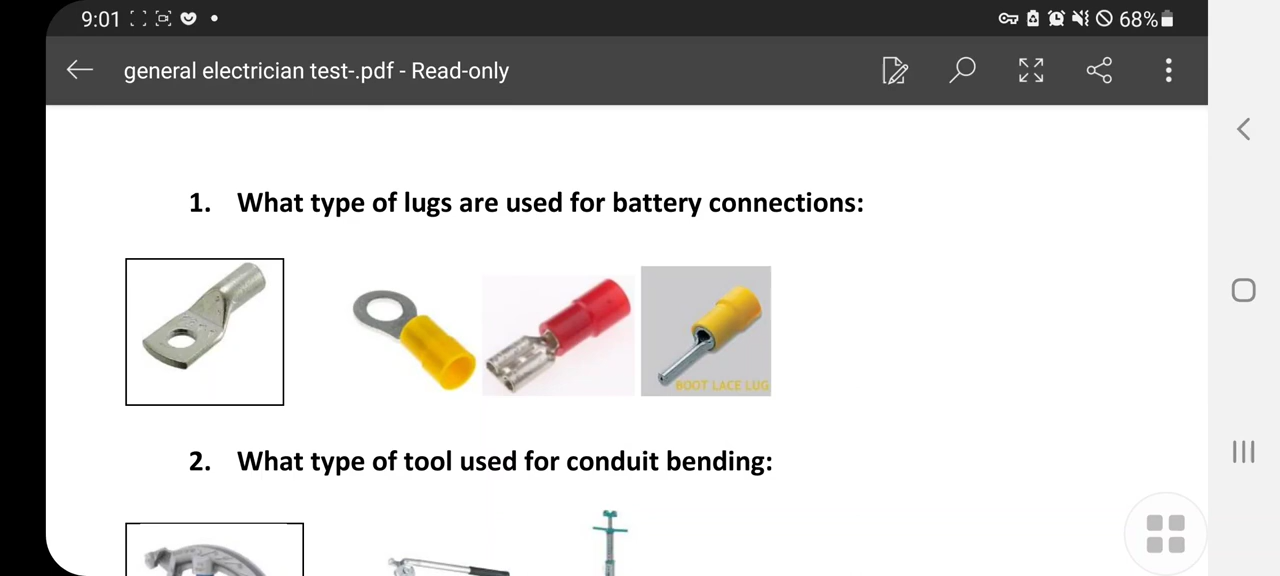 9:01
68%
general electrician test-.pdf - Read-only
1. What type of lugs are used for battery connections:
BOOT LACE LUG
2. What type of tool used for conduit bending: